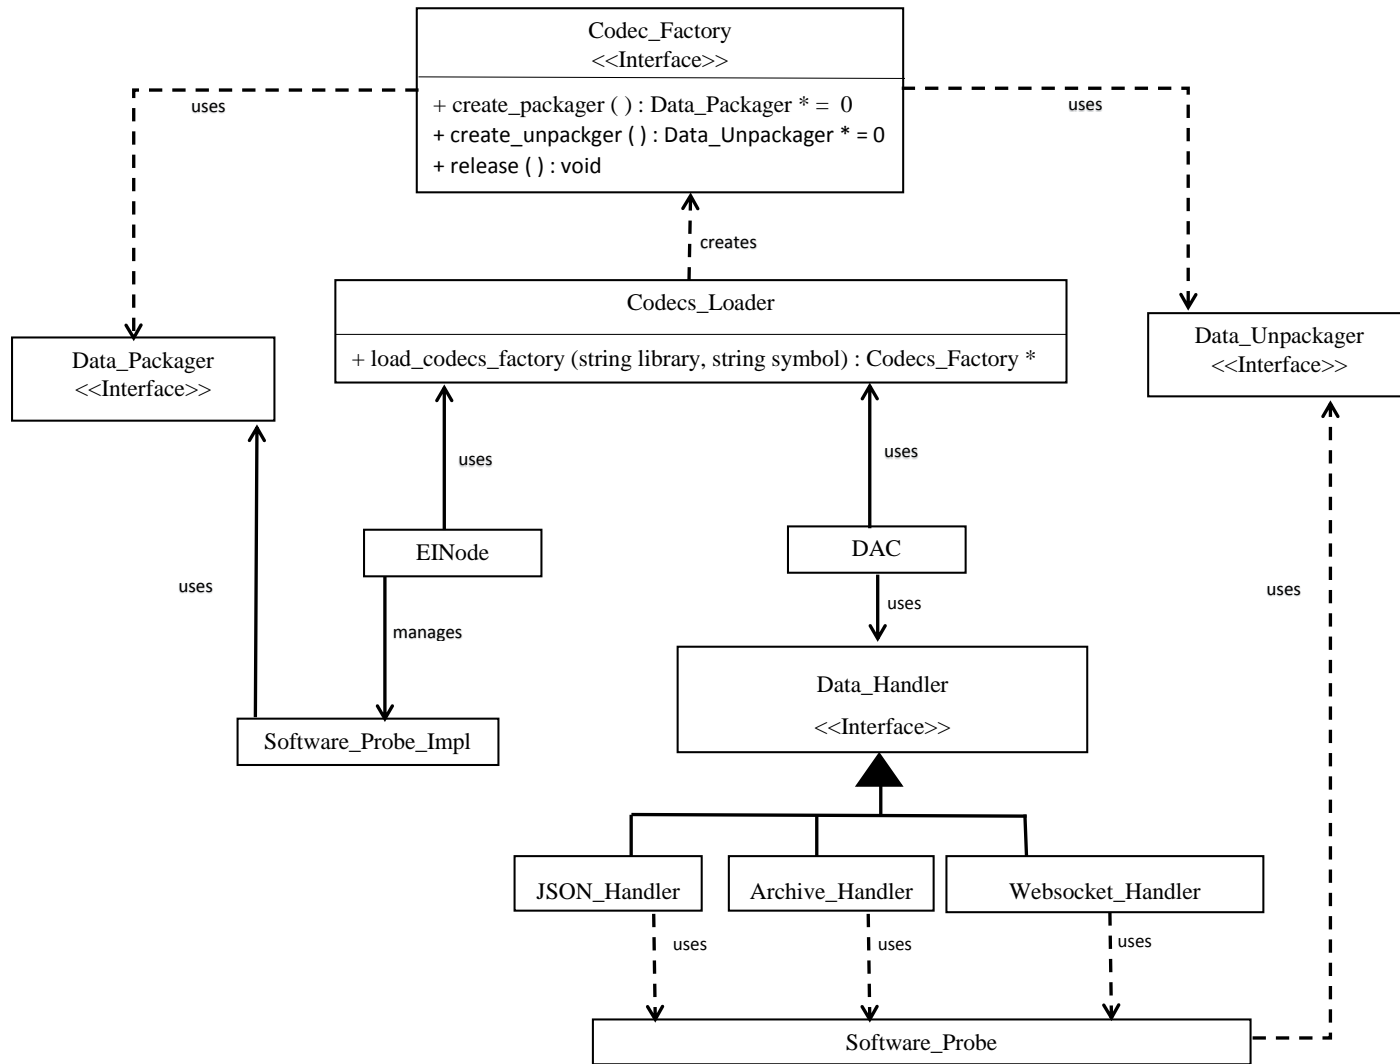 Codec_Factory
<<Interface>>
+ create_packager ( ) : Data_Packager * = 0
+ create_unpackger ( ) : Data_Unpackager * = 0
+ release ( ) : void
uses
uses
creates
Codecs_Loader
+ load_codecs_factory (string library, string symbol) : Codecs_Factory *
Data_Packager
<<Interface>>
Data_Unpackager
<<Interface>>
uses
uses
EINode
DAC
uses
uses
uses
manages
Data_Handler
<<Interface>>
Software_Probe_Impl
JSON_Handler
Archive_Handler
Websocket_Handler
uses
uses
uses
Software_Probe